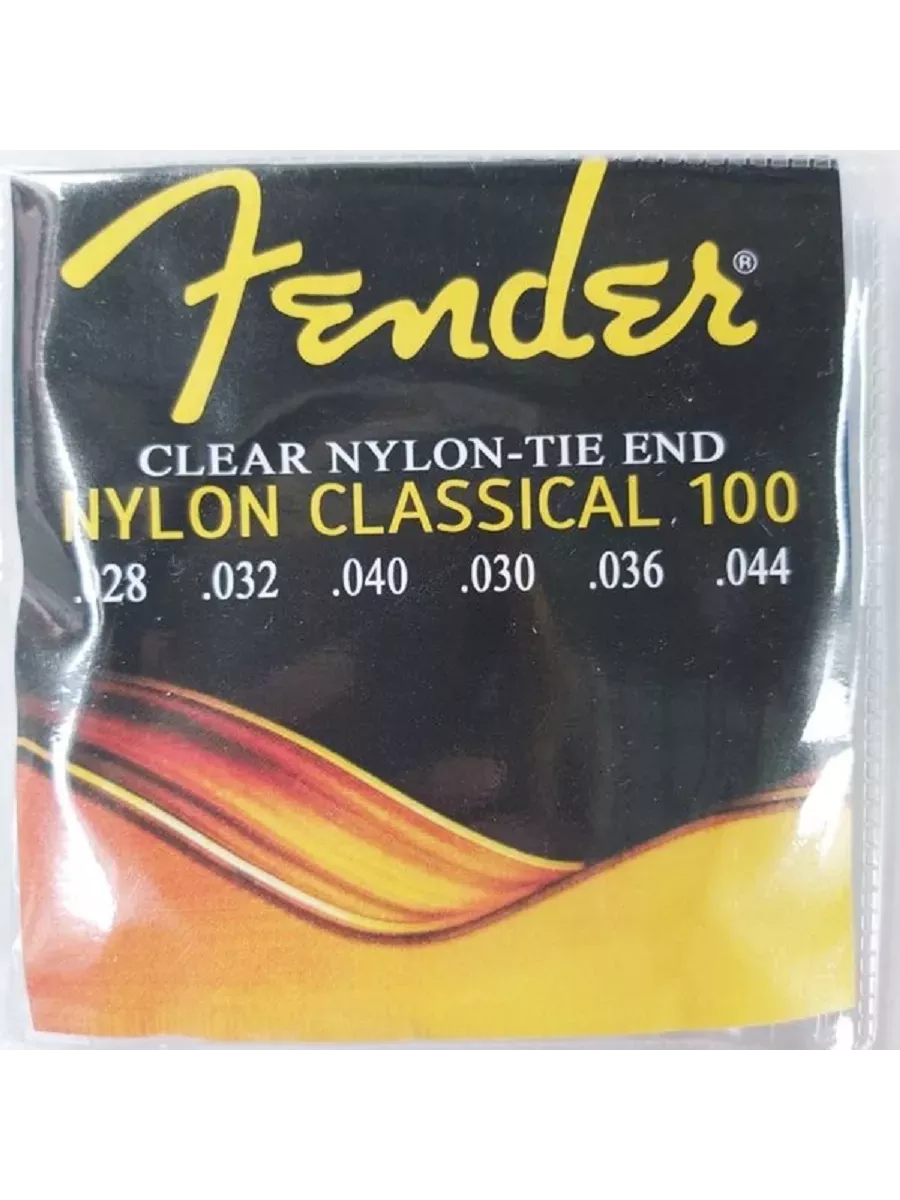 Fender®
CLEAR NYLON-TIE END
NYLON CLASSICAL 100
.028 .032 .040 .030 .036 .044